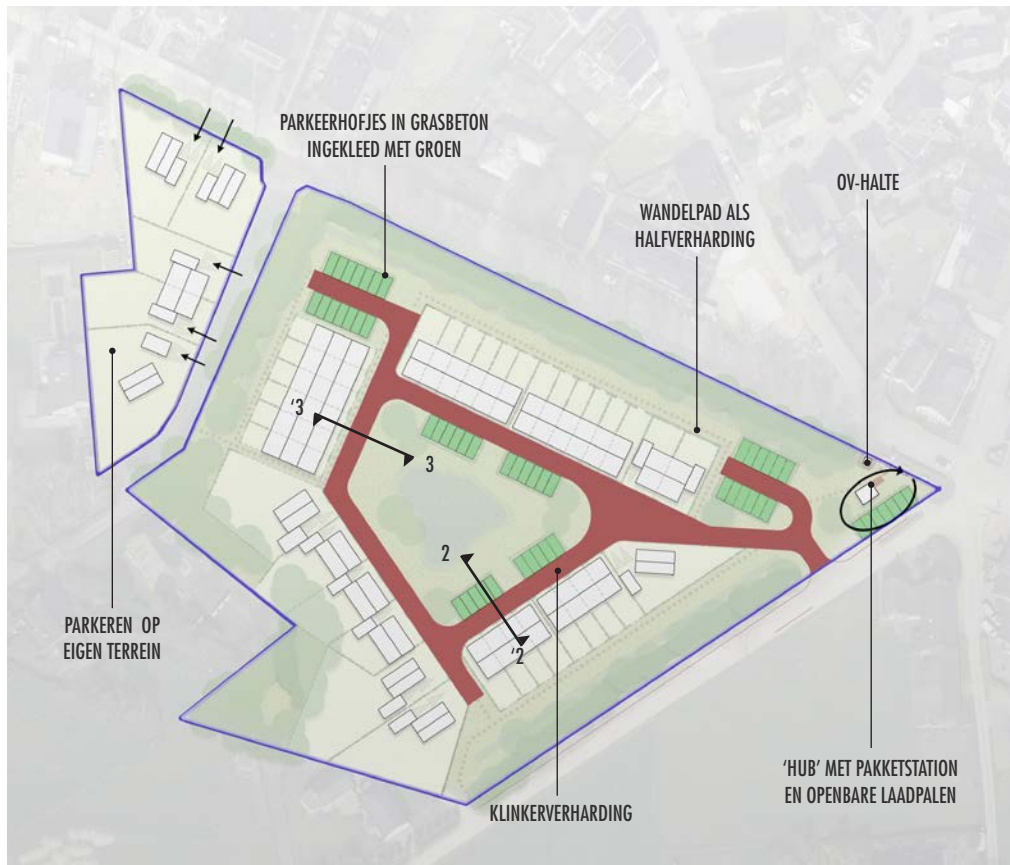 PARKEERHOFJES IN GRASBETON
INGEKLEED MET GROEN
OV-HALTE
WANDELPAD ALS
HALFVERHARDING
'3
3
2
'2
PARKEREN OP
EIGEN TERREIN
'HUB' MET PAKKETSTATION
EN OPENBARE LAADPALEN
KLINKERVERHARDING